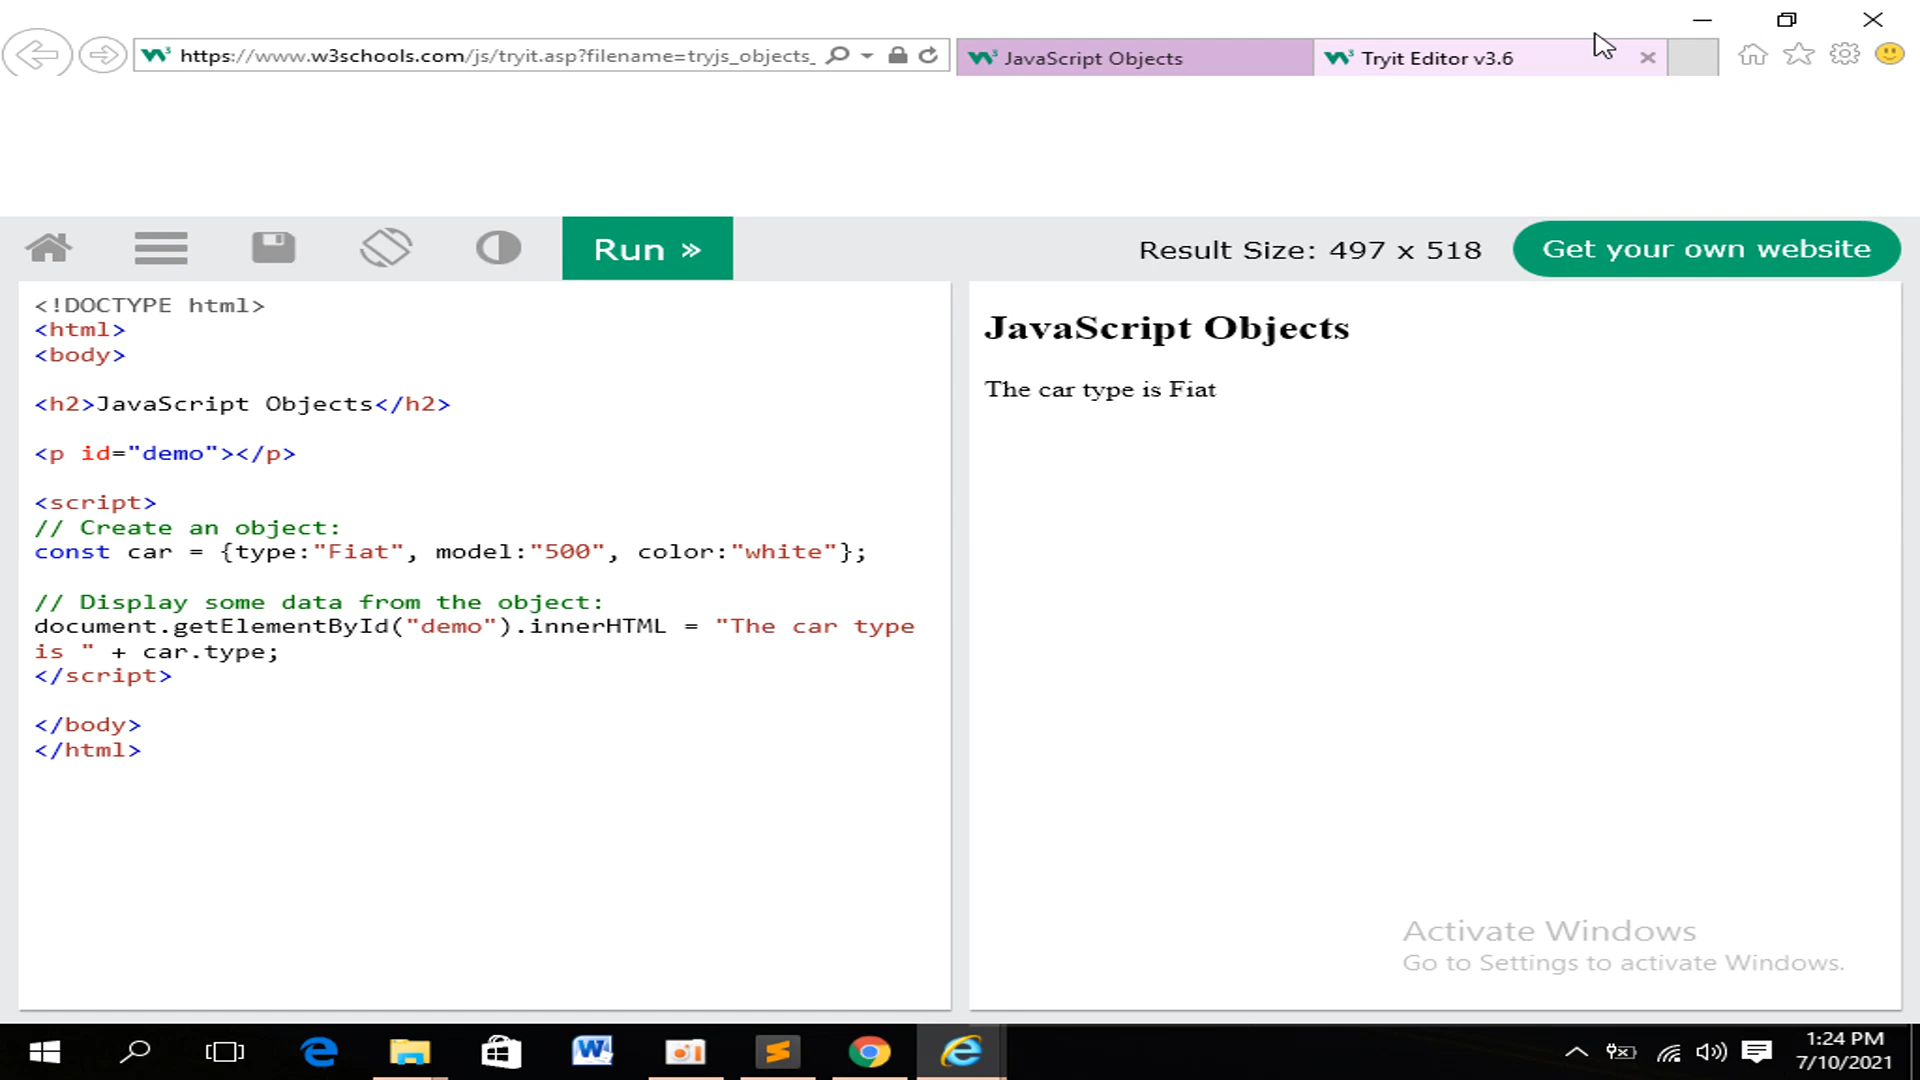 https://www.w3schools.com/js/tryit.asp?filename=tryjs_objects_
JavaScript Objects
Tryit Editor v3.6
Run »
Result Size: 497 x 518
Get your own website
<!DOCTYPE html>
<html>
<body>
<h2>JavaScript Objects</h2>
<p id="demo"></p>
<script>
// Create an object:
const car = {type:"Fiat", model:"500", color:"white"};
// Display some data from the object:
document.getElementById("demo").innerHTML = "The car type
is " + car.type;
</script>
</body>
</html>
JavaScript Objects
The car type is Fiat
Activate Windows
Go to Settings to activate Windows.
1:24 PM
7/10/2021